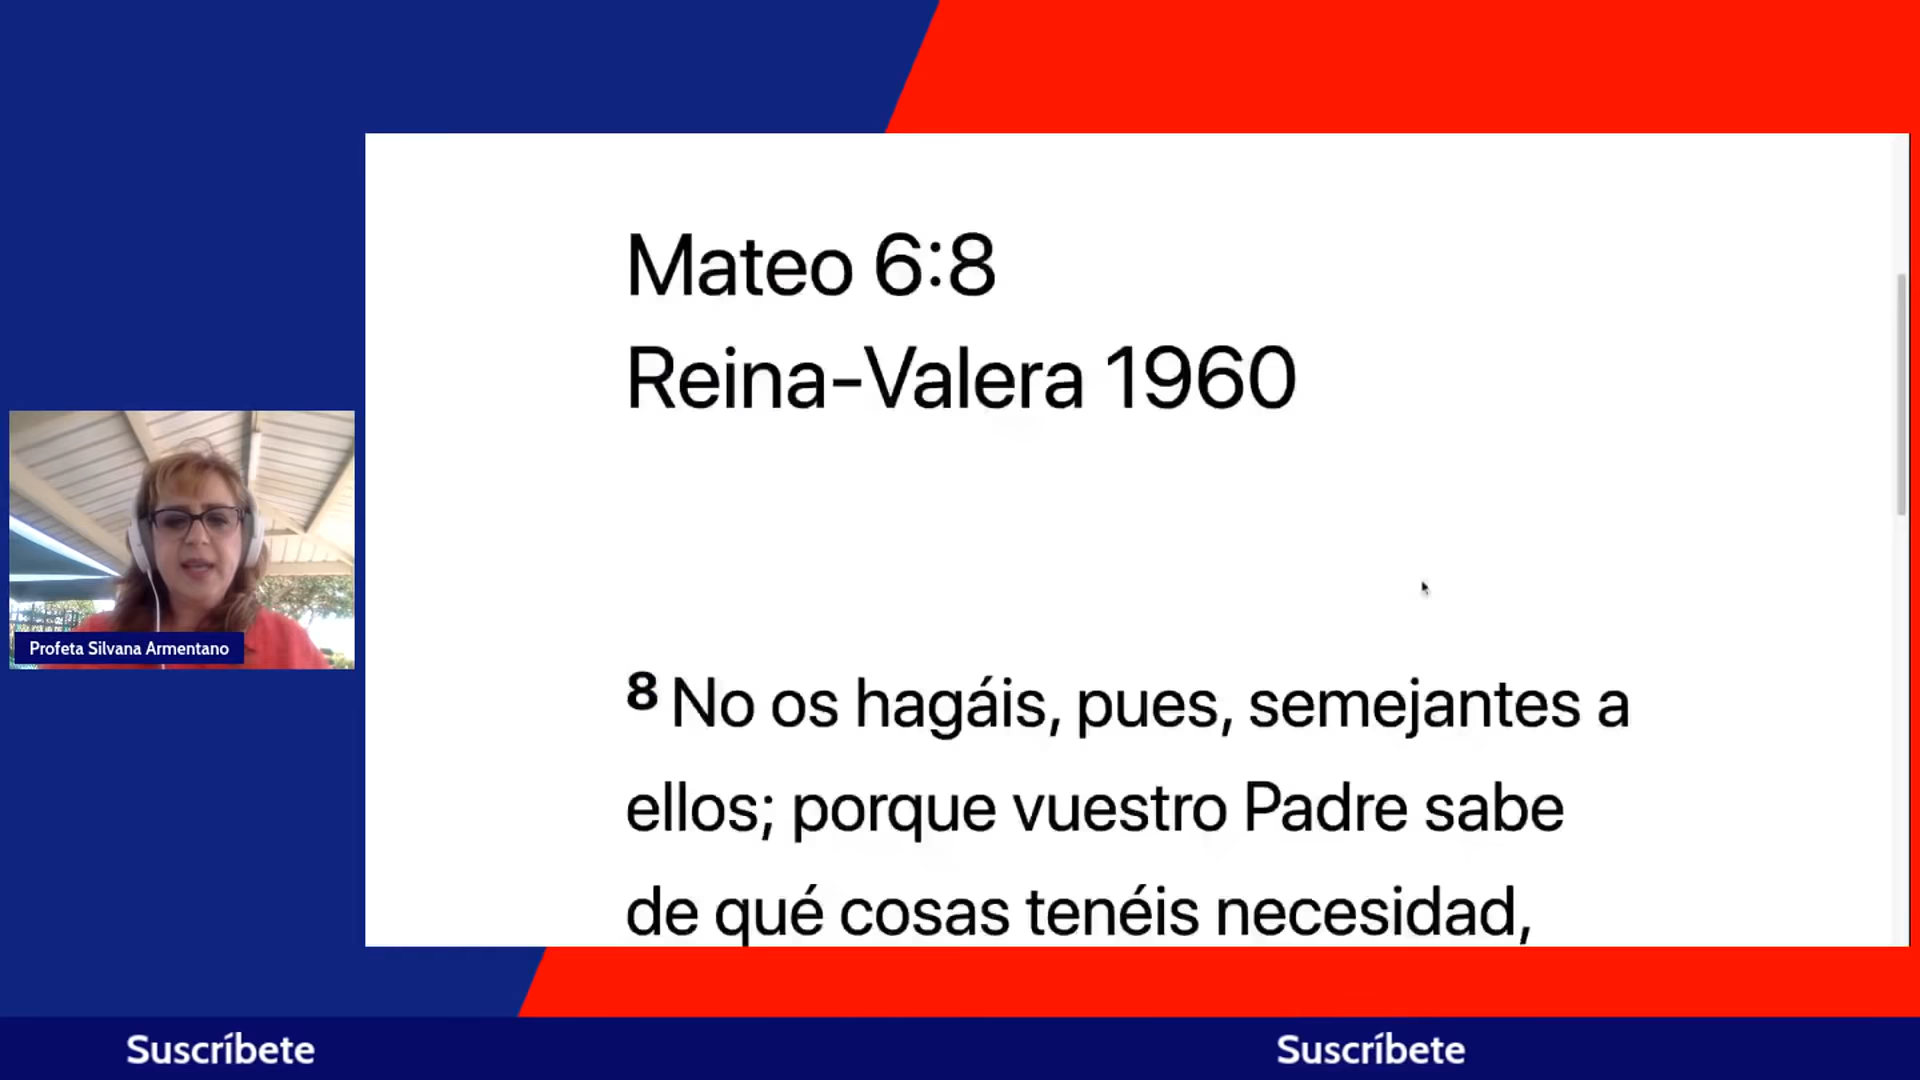 Mateo 6:8
Reina-Valera 1960
8 No os hagáis, pues, semejantes a
ellos; porque vuestro Padre sabe
de qué cosas tenéis necesidad,
Profeta Silvana Armentano
Suscríbete
Suscríbete